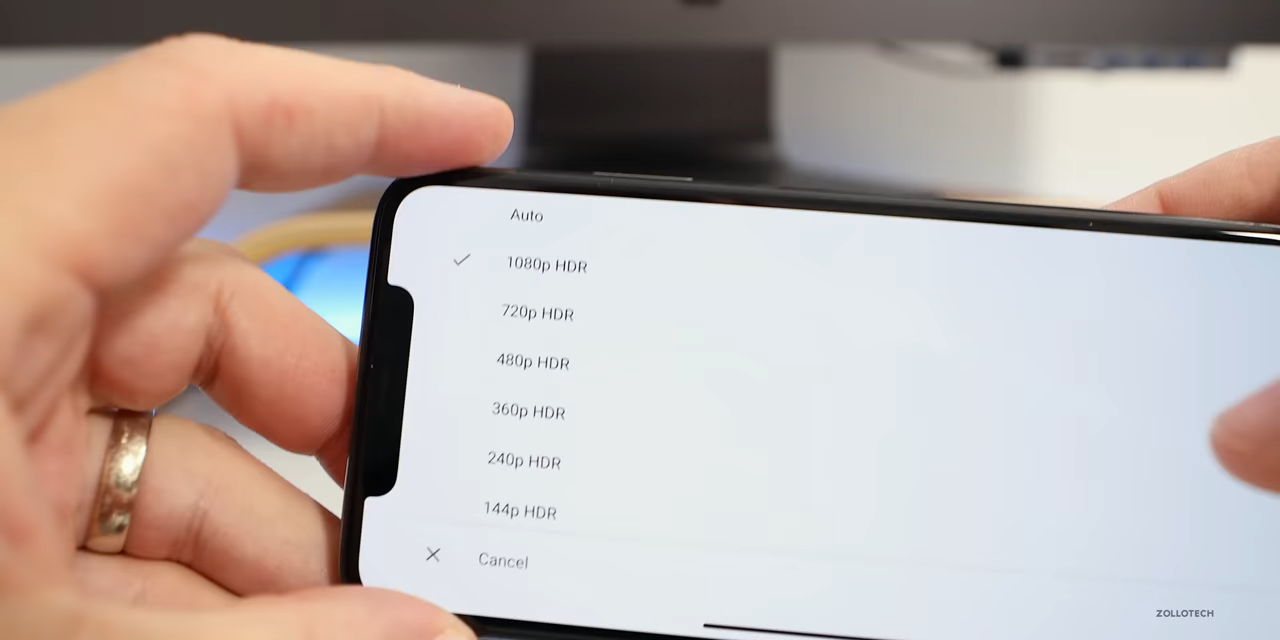 Auto
1080p HDR
720p HDR
480p HDR
360p HDR
240p HDR
144p HDR
Cancel
ZOLLOTECH